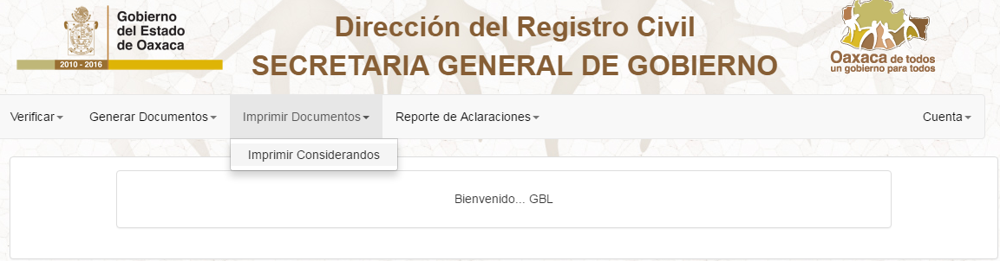 Gobierno
del Estado
de Oaxaca
2010 - 2016
Dirección del Registro Civil
SECRETARIA GENERAL DE GOBIERNO
Oaxaca de todos
un gobierno para todos
Verificar
Generar Documentos
Imprimir Documentos
Reporte de Aclaraciones
Cuenta
Imprimir Considerandos
Bienvenido... GBL